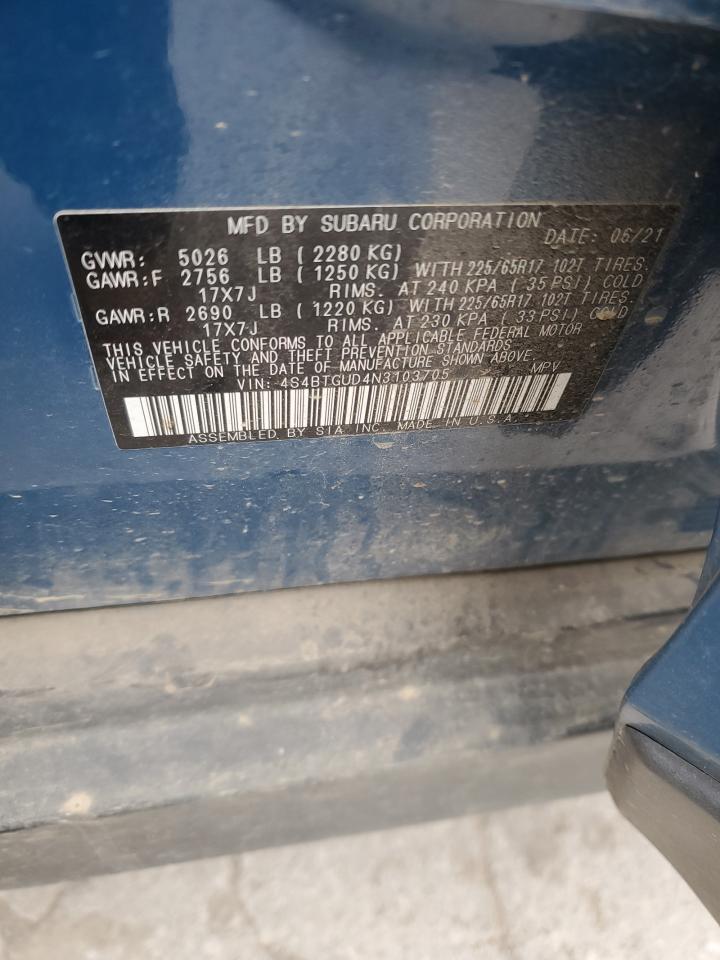 MFD BY SUBARU CORPORATION DATE: 06/21
GVWR: 5026 LB ( 2280 KG)
GAWR:F 2756 LB ( 1250 KG) WITH 225/65R17 102T TIRES.
17X7J RIMS. AT 240 KPA ( 35 PSI) COLD
GAWR:R 2690 LB ( 1220 KG) WITH 225/65R17 102T TIRES.
17X7J RIMS. AT 230 KPA ( 33 PSI) COLD
THIS VEHICLE CONFORMS TO ALL APPLICABLE FEDERAL MOTOR
VEHICLE SAFETY AND THEFT PREVENTION STANDARDS
IN EFFECT ON THE DATE OF MANUFACTURE SHOWN ABOVE.
VIN: 4S4BTGUD4N3103705 MPV
ASSEMBLED BY SIA, INC. MADE IN U.S.A.